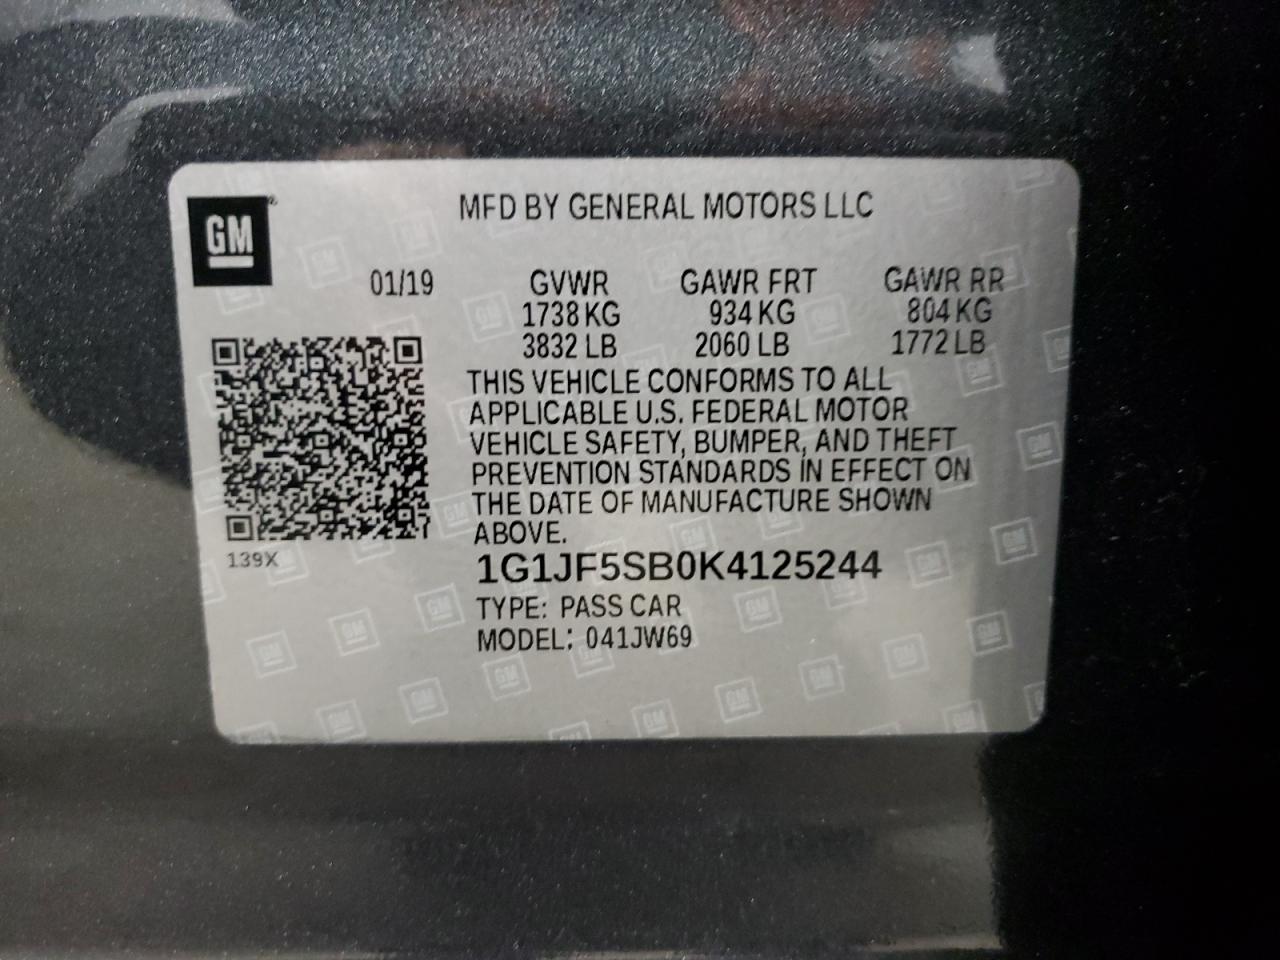 GM
MFD BY GENERAL MOTORS LLC
01/19 GVWR GAWR FRT GAWR RR
1738 KG 934 KG 804 KG
3832 LB 2060 LB 1772 LB
THIS VEHICLE CONFORMS TO ALL
APPLICABLE U.S. FEDERAL MOTOR
VEHICLE SAFETY, BUMPER, AND THEFT
PREVENTION STANDARDS IN EFFECT ON
THE DATE OF MANUFACTURE SHOWN
ABOVE.
139X
1G1JF5SB0K4125244
TYPE: PASS CAR
MODEL: 041JW69